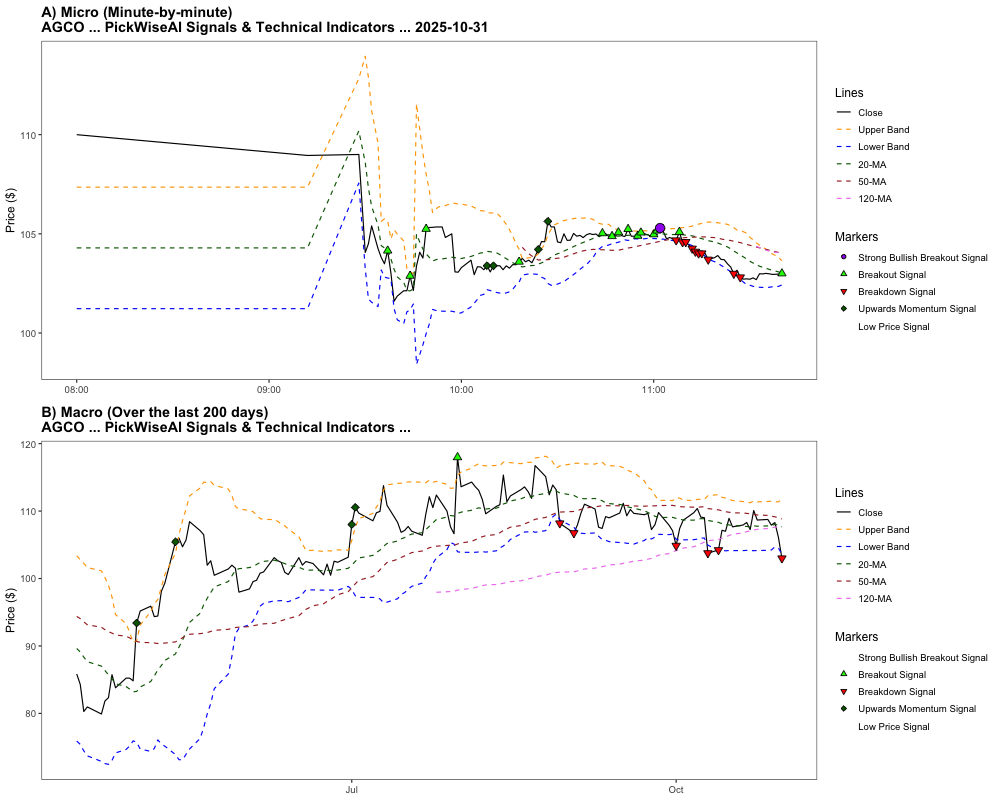 A) Micro (Minute-by-minute)
AGCO ... PickWiseAI Signals & Technical Indicators ... 2025-10-31
Price ($)
110
105
100
08:00
09:00
10:00
11:00
Lines
Close
Upper Band
Lower Band
20-MA
50-MA
120-MA
Markers
Strong Bullish Breakout Signal
Breakout Signal
Breakdown Signal
Upwards Momentum Signal
Low Price Signal
B) Macro (Over the last 200 days)
AGCO ... PickWiseAI Signals & Technical Indicators ...
Price ($)
120
110
100
90
80
Jul
Oct
Lines
Close
Upper Band
Lower Band
20-MA
50-MA
120-MA
Markers
Strong Bullish Breakout Signal
Breakout Signal
Breakdown Signal
Upwards Momentum Signal
Low Price Signal